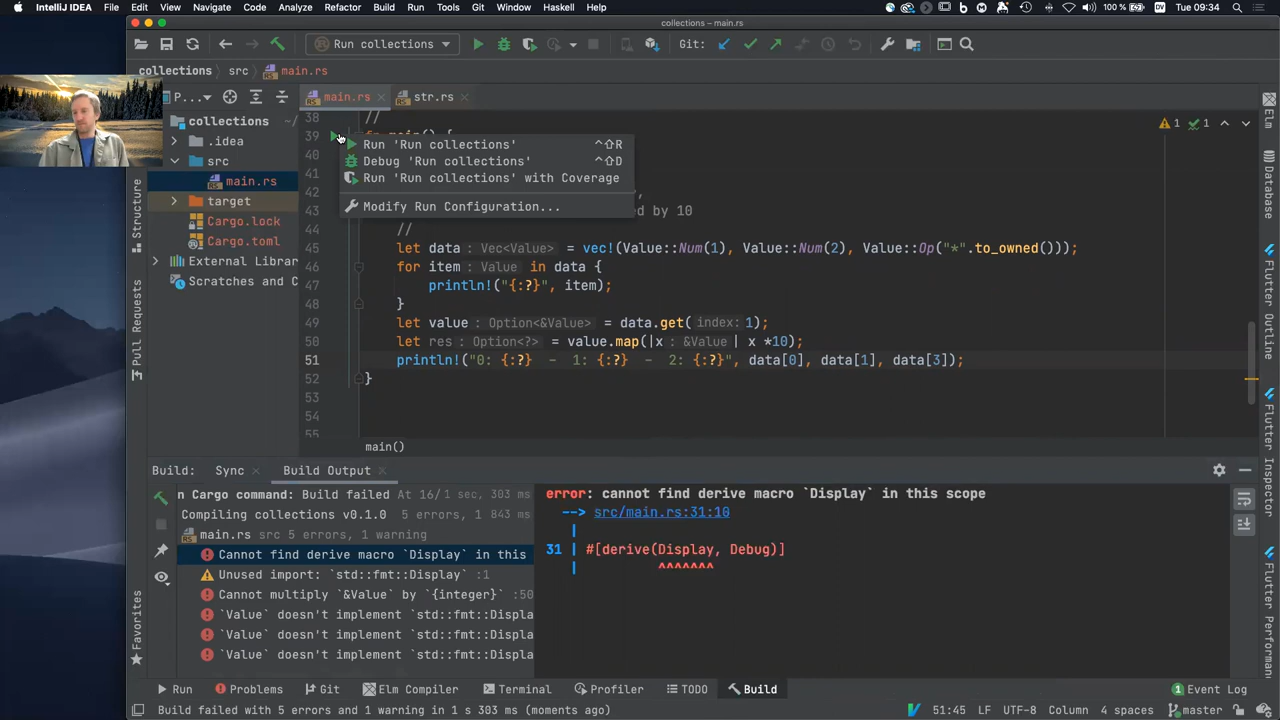 IntelliJ IDEA File Edit View Navigate Code Analyze Refactor Build Run Tools Git Window Haskell 100 % DV Tue 09:34
collections – main.rs
Run collections Git:
collections src main.rs
P... main.rs str.rs
collections ~/
.idea
src
main.rs
target
Cargo.lock
Cargo.toml
External Librar
Scratches and C
Structure
Pull Requests
Favorites
38 //
39
40
42 ,
43 ed by 10
//
45 let data : Vec<Value> = vec!(Value::Num(1), Value::Num(2), Value::Op("*".to_owned()));
46 for item : Value in data {
47 println!("{:?}", item);
48 }
49 let value : Option<&Value> = data.get( index: 1);
50 let res : Option<?> = value.map(|x : &Value | x *10);
51 println!("0: {:?} - 1: {:?} - 2: {:?}", data[0], data[1], data[3]);
52 }
53
54
55
Run 'Run collections' ^⇧R
Debug 'Run collections' ^⇧D
Run 'Run collections' with Coverage
Modify Run Configuration...
1 1
main()
Ant
Flutter Outline
Flutter Inspector
Flutter Performa
Build: Sync Build Output
n Cargo command: Build failed At 16/ 1 sec, 303 ms
Compiling collections v0.1.0 5 errors, 1 843 ms
main.rs src 5 errors, 1 warning
Cannot find derive macro `Display` in this
Unused import: `std::fmt::Display` :1
Cannot multiply `&Value` by `{integer}` :50
`Value` doesn't implement `std::fmt::Displa
`Value` doesn't implement `std::fmt::Displa
`Value` doesn't implement `std::fmt::Displa
error: cannot find derive macro `Display` in this scope
--> src/main.rs:31:10
|
31 | #[derive(Display, Debug)]
| ^^^^^^^
Run Problems Git Elm Compiler Terminal Profiler TODO Build 1 Event Log
Build failed with 5 errors and 1 warning in 1 s 303 ms (moments ago) 51:45 LF UTF-8 Column 4 spaces master